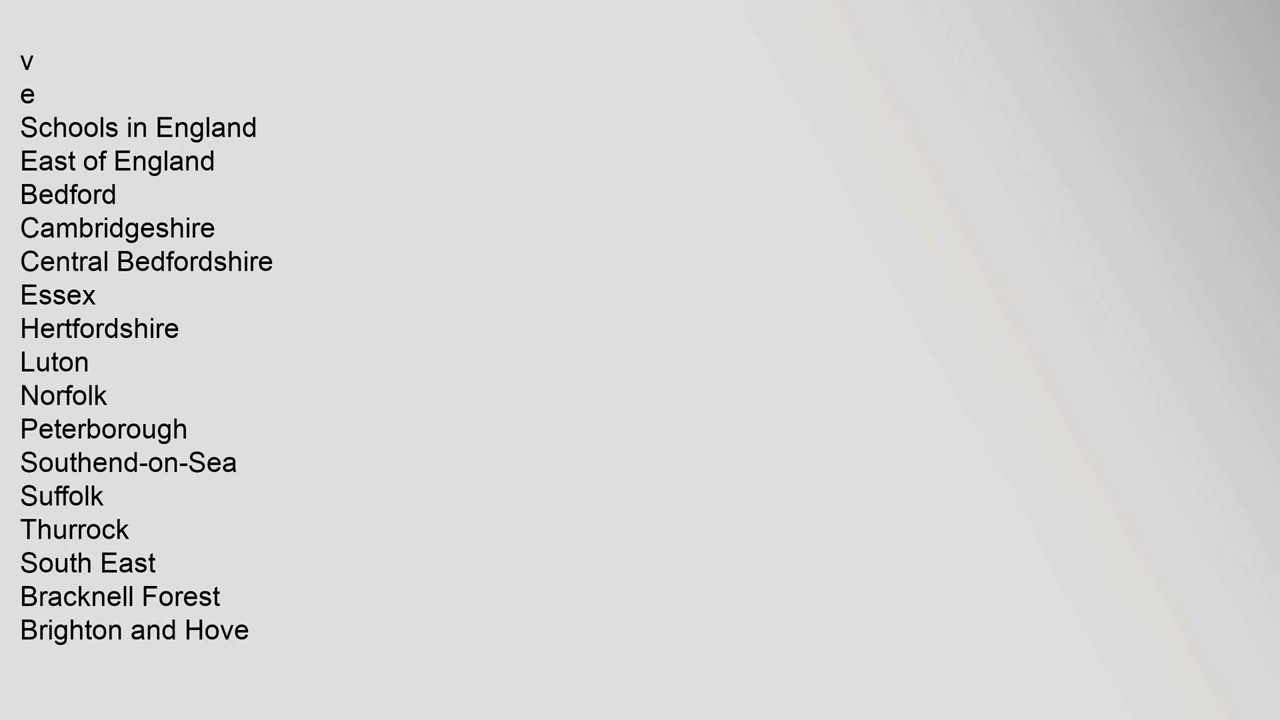 v
e
Schools in England
East of England
Bedford
Cambridgeshire
Central Bedfordshire
Essex
Hertfordshire
Luton
Norfolk
Peterborough
Southend-on-Sea
Suffolk
Thurrock
South East
Bracknell Forest
Brighton and Hove